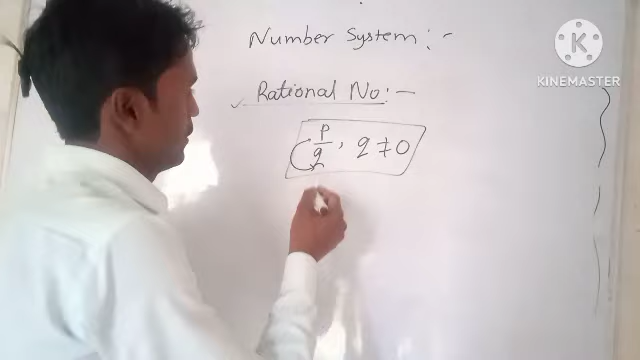 Number System :-
K
KINEMASTER
✓ Rational No :-
p/q , q ≠ 0